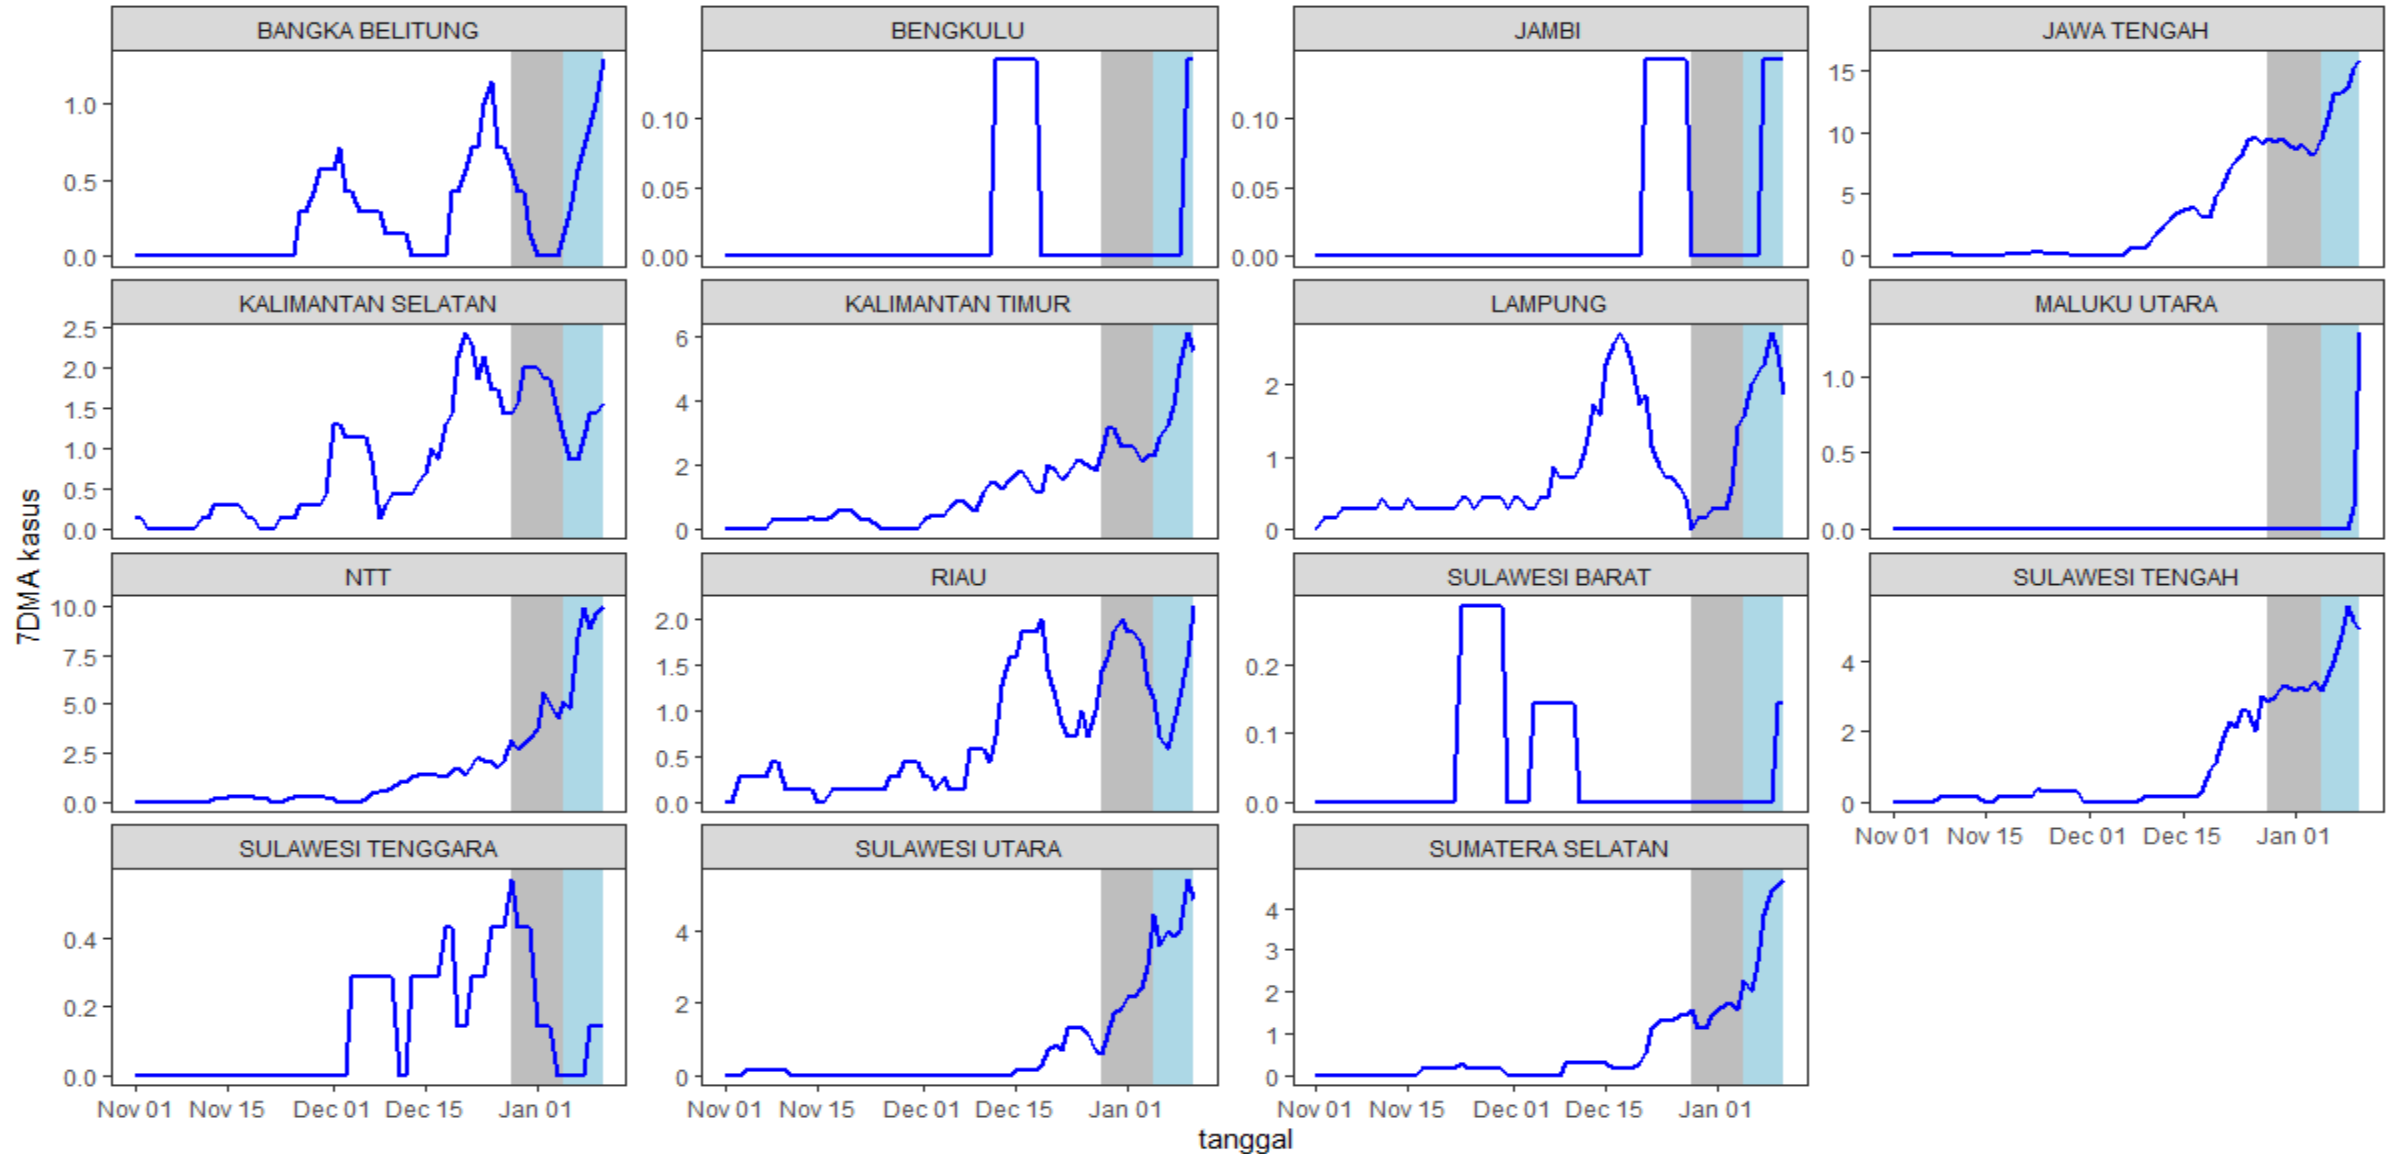 BANGKA BELITUNG
BENGKULU
JAMBI
JAWA TENGAH
1.0
0.5
0.0
0.10
0.05
0.00
0.10
0.05
0.00
15
10
5
0
KALIMANTAN SELATAN
KALIMANTAN TIMUR
LAMPUNG
MALUKU UTARA
2.5
2.0
1.5
1.0
0.5
0.0
6
4
2
0
2
1
0
1.0
0.5
0.0
7DMA kasus
NTT
RIAU
SULAWESI BARAT
SULAWESI TENGAH
10.0
7.5
5.0
2.5
0.0
2.0
1.5
1.0
0.5
0.0
0.2
0.1
0.0
4
2
0
Nov 01 Nov 15 Dec 01 Dec 15 Jan 01
SULAWESI TENGGARA
SULAWESI UTARA
SUMATERA SELATAN
0.4
0.2
0.0
4
2
0
4
3
2
1
0
Nov 01 Nov 15 Dec 01 Dec 15 Jan 01
Nov 01 Nov 15 Dec 01 Dec 15 Jan 01
Nov 01 Nov 15 Dec 01 Dec 15 Jan 01
tanggal